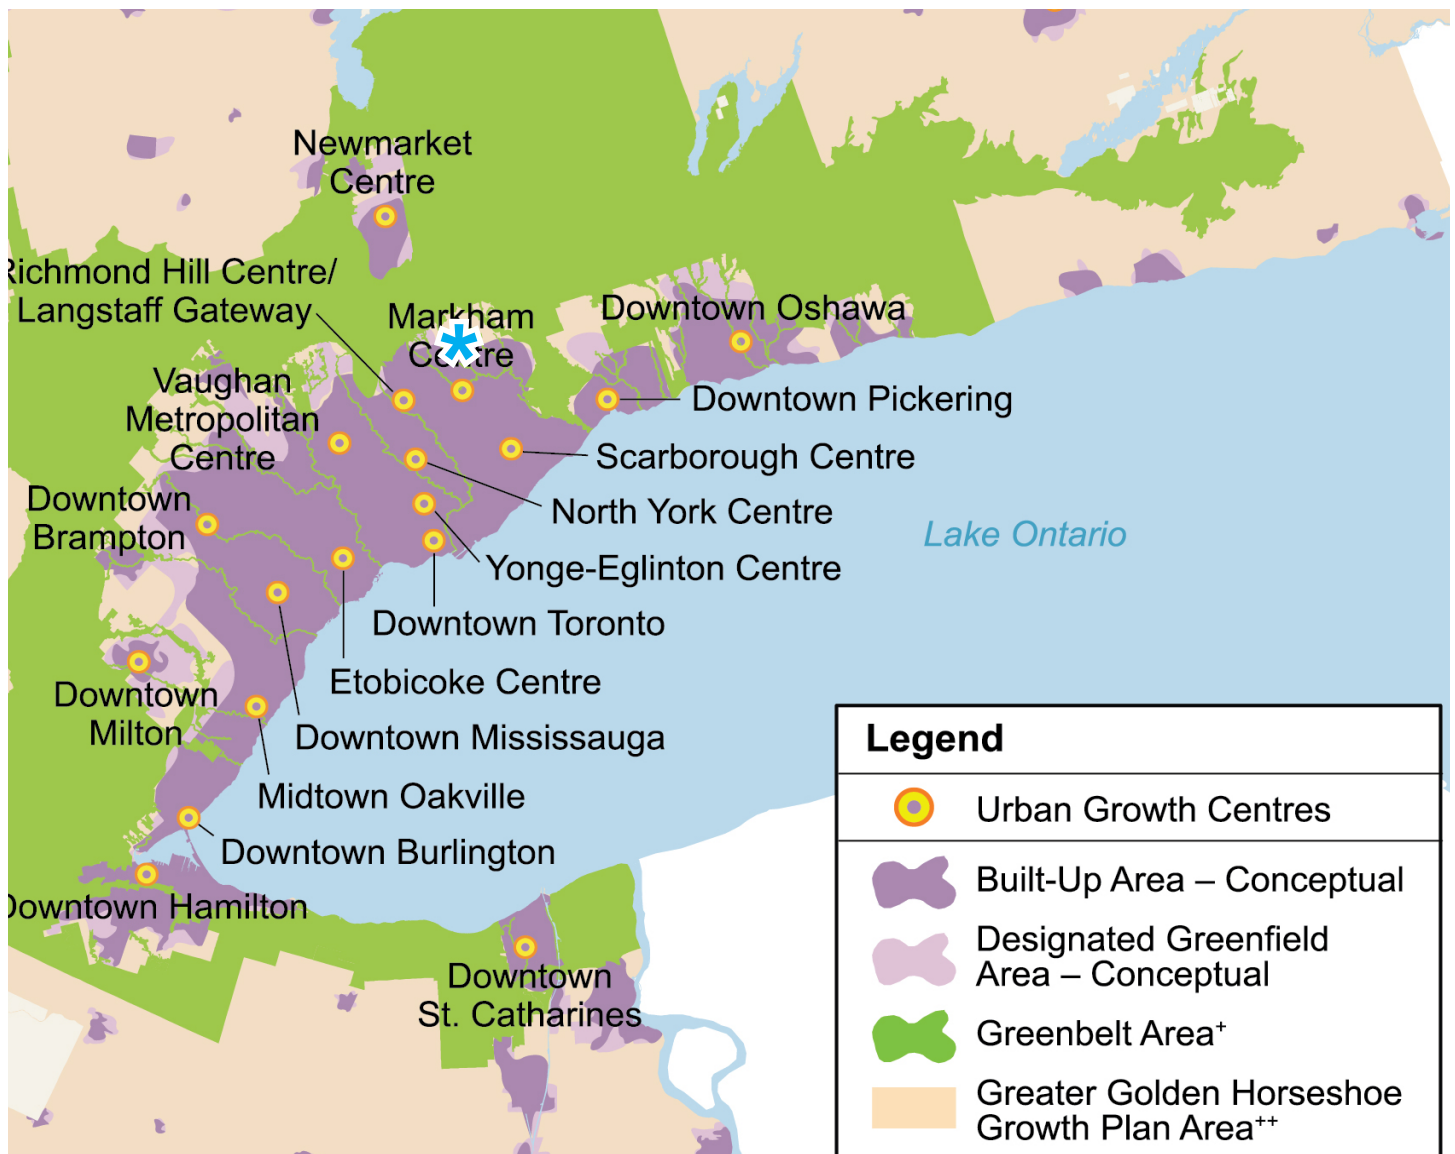 Newmarket
Centre
Richmond Hill Centre/
Langstaff Gateway
Markham
Centre
Downtown Oshawa
Vaughan
Metropolitan
Centre
Downtown Pickering
Scarborough Centre
Downtown
Brampton
North York Centre
Lake Ontario
Yonge-Eglinton Centre
Downtown Toronto
Etobicoke Centre
Downtown
Milton
Downtown Mississauga
Midtown Oakville
Downtown Burlington
Downtown Hamilton
Downtown
St. Catharines
Legend
Urban Growth Centres
Built-Up Area – Conceptual
Designated Greenfield
Area – Conceptual
Greenbelt Area+
Greater Golden Horseshoe
Growth Plan Area++